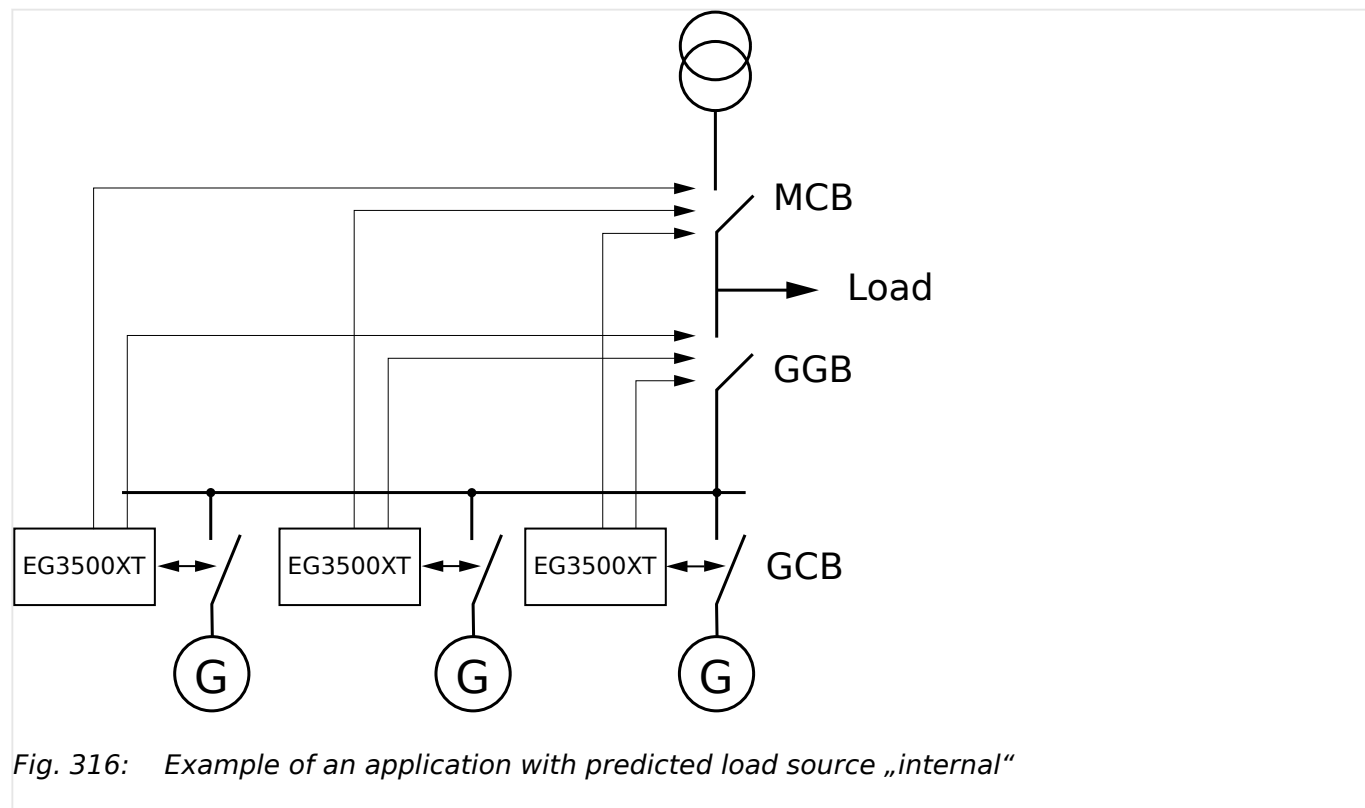 MCB
Load
GGB
EG3500XT EG3500XT EG3500XT GCB
G G G
Fig. 316: Example of an application with predicted load source „internal“